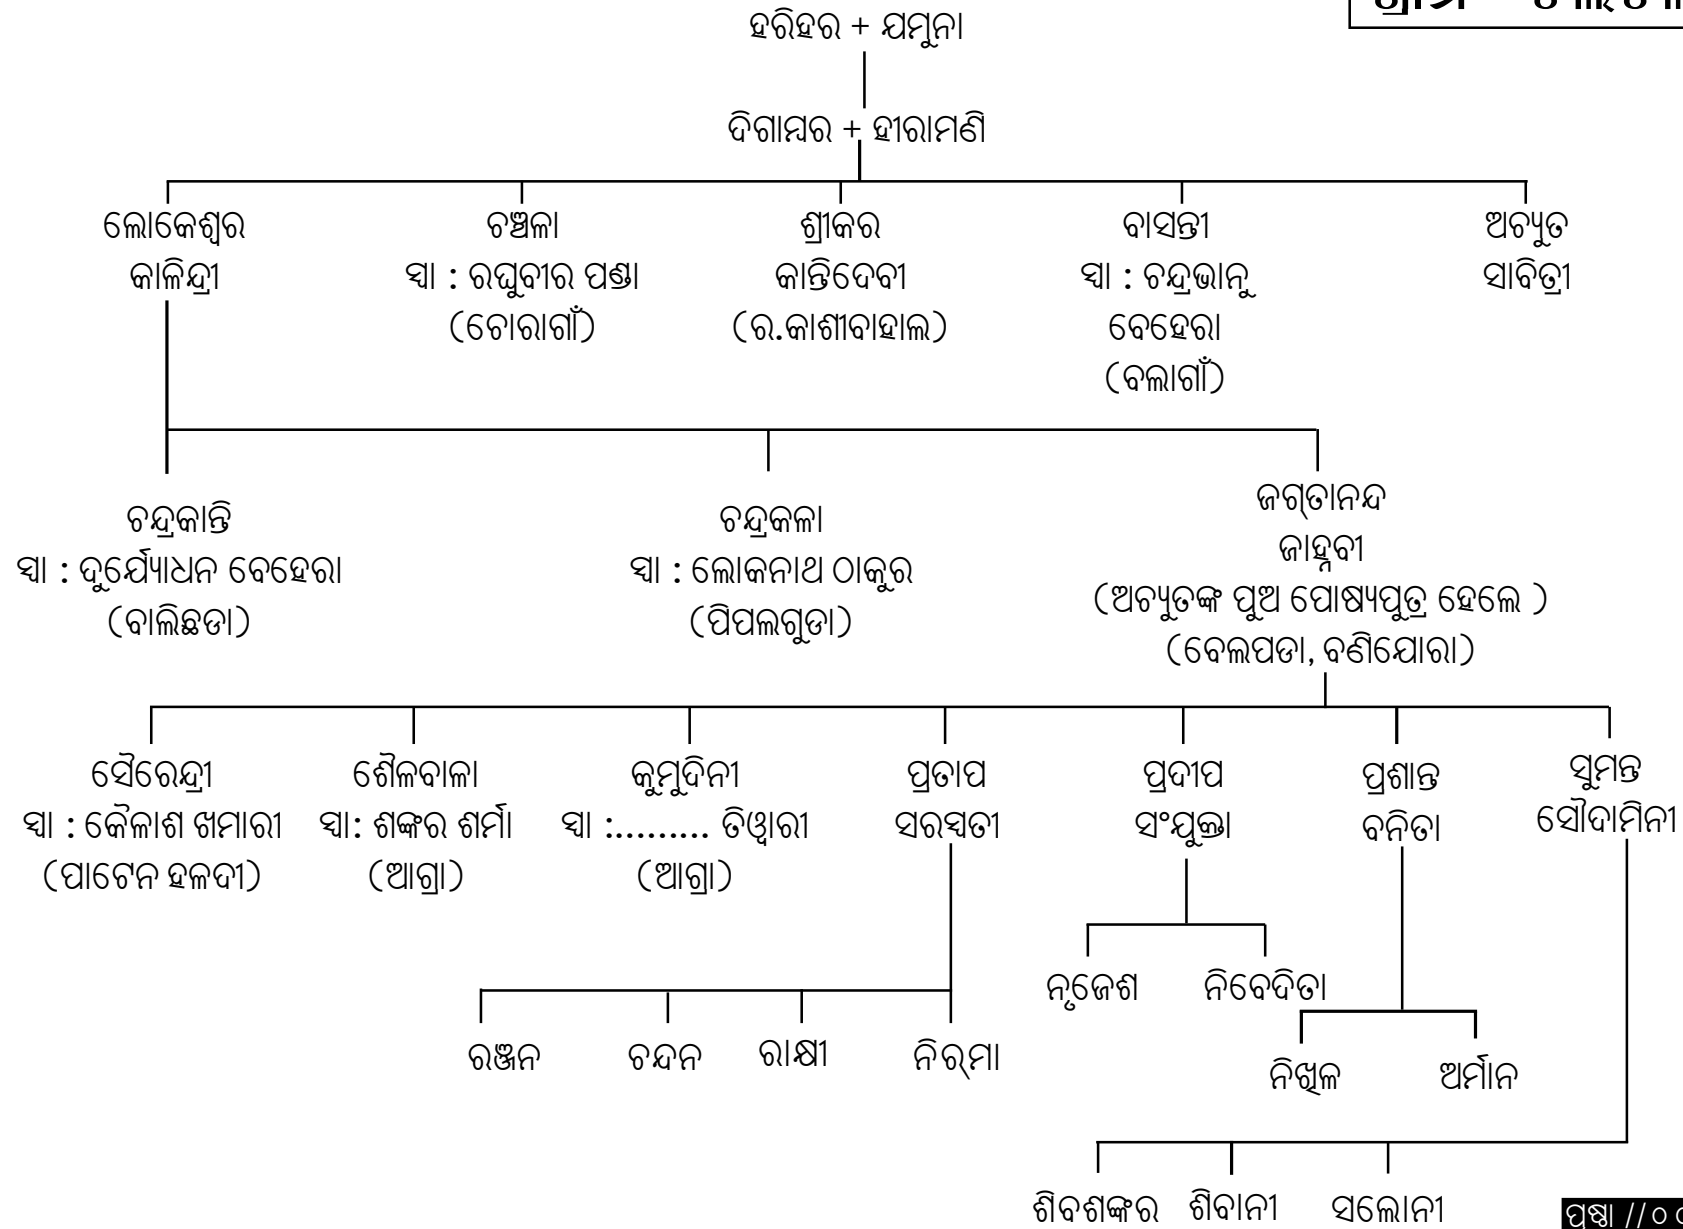 ହରିହର + ଯମୁନା
ଦିଗାମ୍ବର + ହୀରାମଣି
ଲୋକେଶ୍ୱର
କାଳିନ୍ଦ୍ରୀ
ଚଞ୍ଚଳା
ସ୍ୱା : ରଘୁବୀର ପଣ୍ଡା
(ଚୋରାଗାଁ)
ଶ୍ରୀକର
କାନ୍ତିଦେବୀ
(ର.କାଶୀବାହାଲ)
ବାସନ୍ତୀ
ସ୍ୱା : ଚନ୍ଦ୍ରଭାନୁ
ବେହେରା
(ବଲାଗାଁ)
ଅଚ୍ୟୁତ
ସାବିତ୍ରୀ
ଚନ୍ଦ୍ରକାନ୍ତି
ସ୍ୱା : ଦୁର୍ଯ୍ୟୋଧନ ବେହେରା
(ବାଲିଛଡା)
ଚନ୍ଦ୍ରକଳା
ସ୍ୱା : ଲୋକନାଥ ଠାକୁର
(ପିପଲଗୁଡା)
ଜଗ୍‌ତାନନ୍ଦ
ଜାହ୍ନବୀ
(ଅଚ୍ୟୁତଙ୍କ ପୁଅ ପୋଷ୍ୟପୁତ୍ର ହେଲେ )
(ବେଲପଡା, ବଣିଯୋରା)
ସୈରେନ୍ଦ୍ରୀ
ସ୍ୱା : କୈଳାଶ ଖମାରୀ
(ପାଟେନ ହଳଦୀ)
ଶୈଳବାଳା
ସ୍ୱା: ଶଙ୍କର ଶର୍ମା
(ଆଗ୍ରା)
କୁମୁଦିନୀ
ସ୍ୱା :......... ତିୱାରୀ
(ଆଗ୍ରା)
ପ୍ରତାପ
ସରସ୍ୱତୀ
ପ୍ରଦୀପ
ସଂଯୁକ୍ତା
ପ୍ରଶାନ୍ତ
ବନିତା
ସୁମନ୍ତ
ସୌଦାମିନୀ
ନୃଜେଶ
ନିବେଦିତା
ରଞ୍ଜନ
ଚନ୍ଦନ
ରାକ୍ଷୀ
ନିର୍‌ମା
ନିଖିଳ
ଅର୍ମାନ
ଶିବଶଙ୍କର
ଶିବାନୀ
ସଲୋନୀ
ପୃଷ୍ଠା //୦